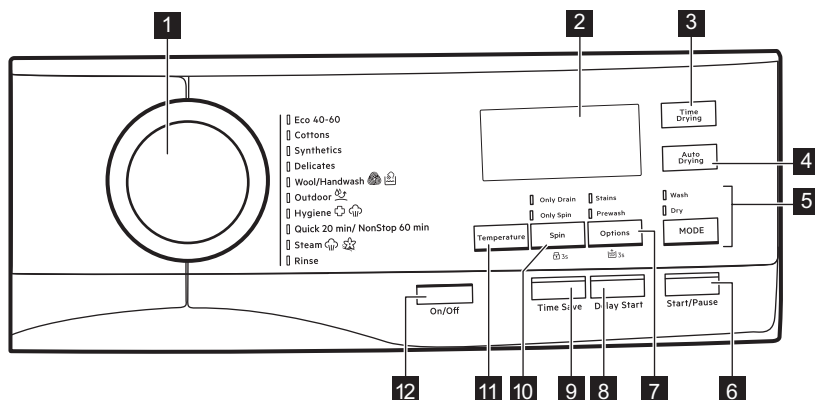 1
2
3
Time
Drying
Auto
Drying
4
Eco 40-60
Cottons
Synthetics
Delicates
Wool/Handwash
Outdoor
Hygiene
Quick 20 min/ NonStop 60 min
Steam
Rinse
Only Drain
Stains
Only Spin
Prewash
Wash
Dry
5
Temperature
Spin
Options
MODE
3s
3s
On/Off
Time Save
Delay Start
Start/Pause
12
11
10
9
8
7
6